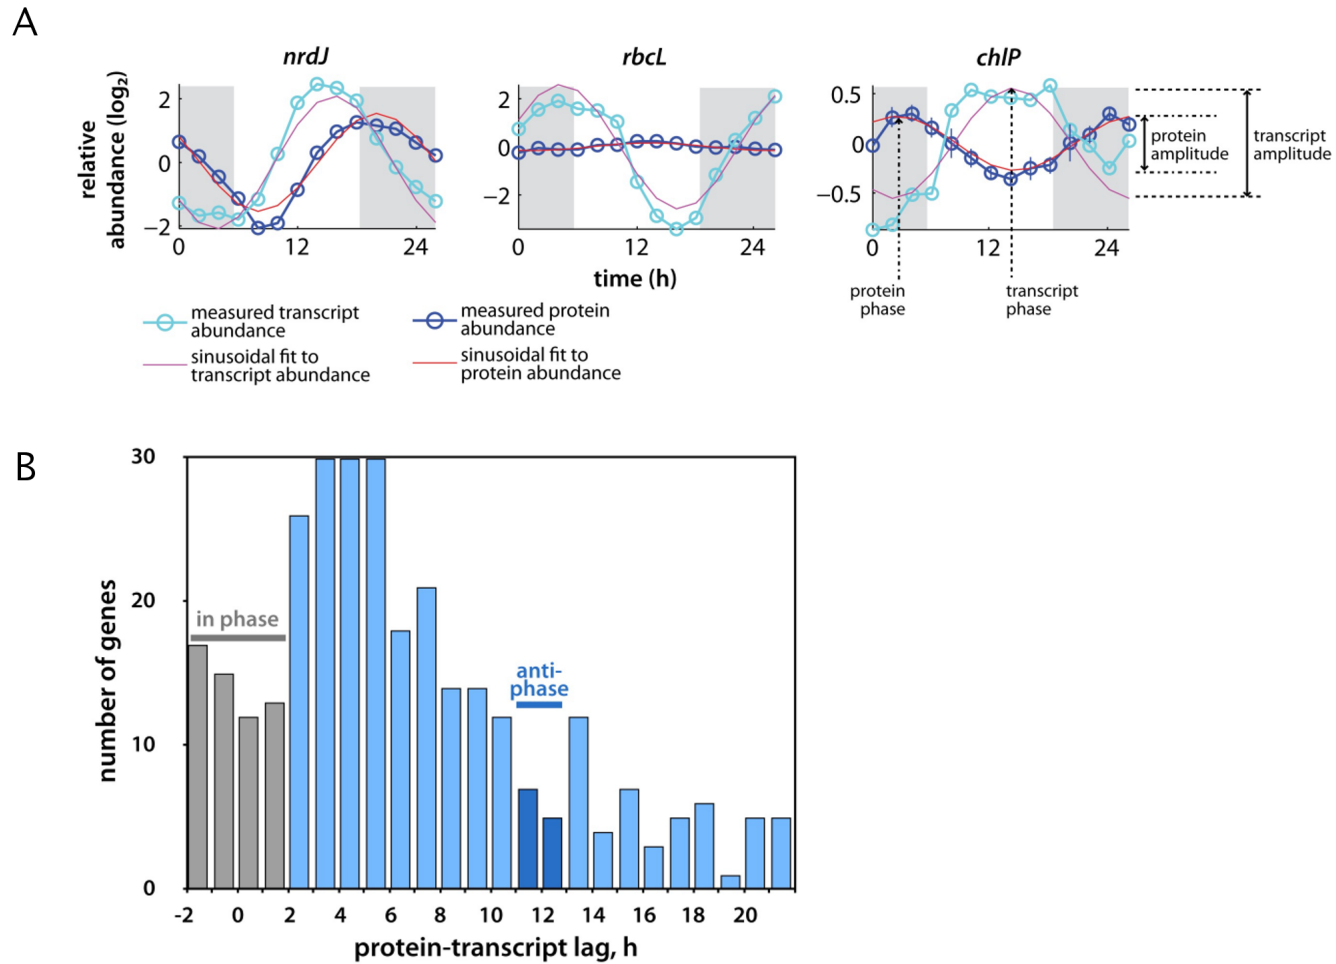 A
nrdJ
rbcL
chlP
relative
abundance (log2)
2
0
−2
0
12
24
2
0
−2
0
12
24
0.5
0
−0.5
0
12
24
protein
amplitude
transcript
amplitude
time (h)
protein
phase
transcript
phase
measured transcript
abundance
measured protein
abundance
sinusoidal fit to
transcript abundance
sinusoidal fit to
protein abundance
B
number of genes
30
20
10
0
in phase
anti-
phase
-2 0 2 4 6 8 10 12 14 16 18 20
protein-transcript lag, h